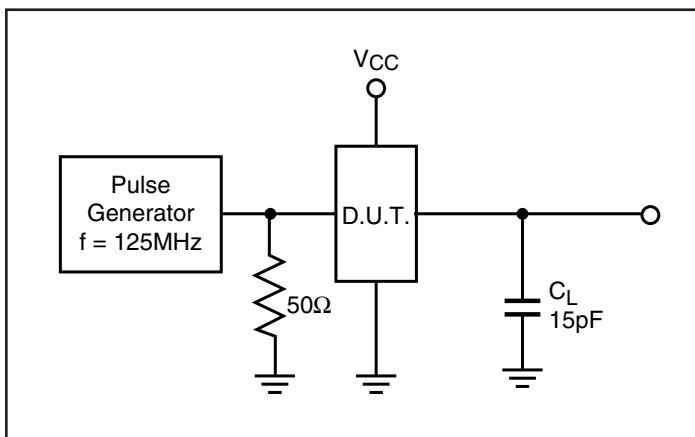 VCC
Pulse
Generator
f = 125MHz
D.U.T.
50Ω
CL
15pF